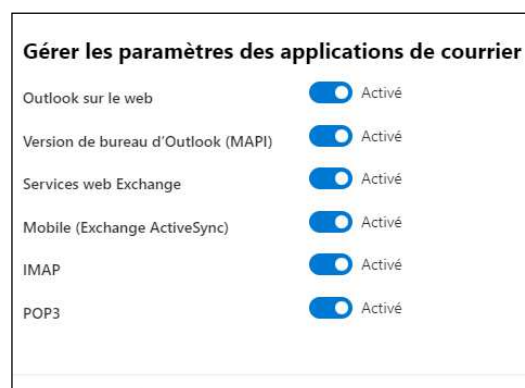 Gérer les paramètres des applications de courrier
Outlook sur le web Activé
Version de bureau d’Outlook (MAPI) Activé
Services web Exchange Activé
Mobile (Exchange ActiveSync) Activé
IMAP Activé
POP3 Activé